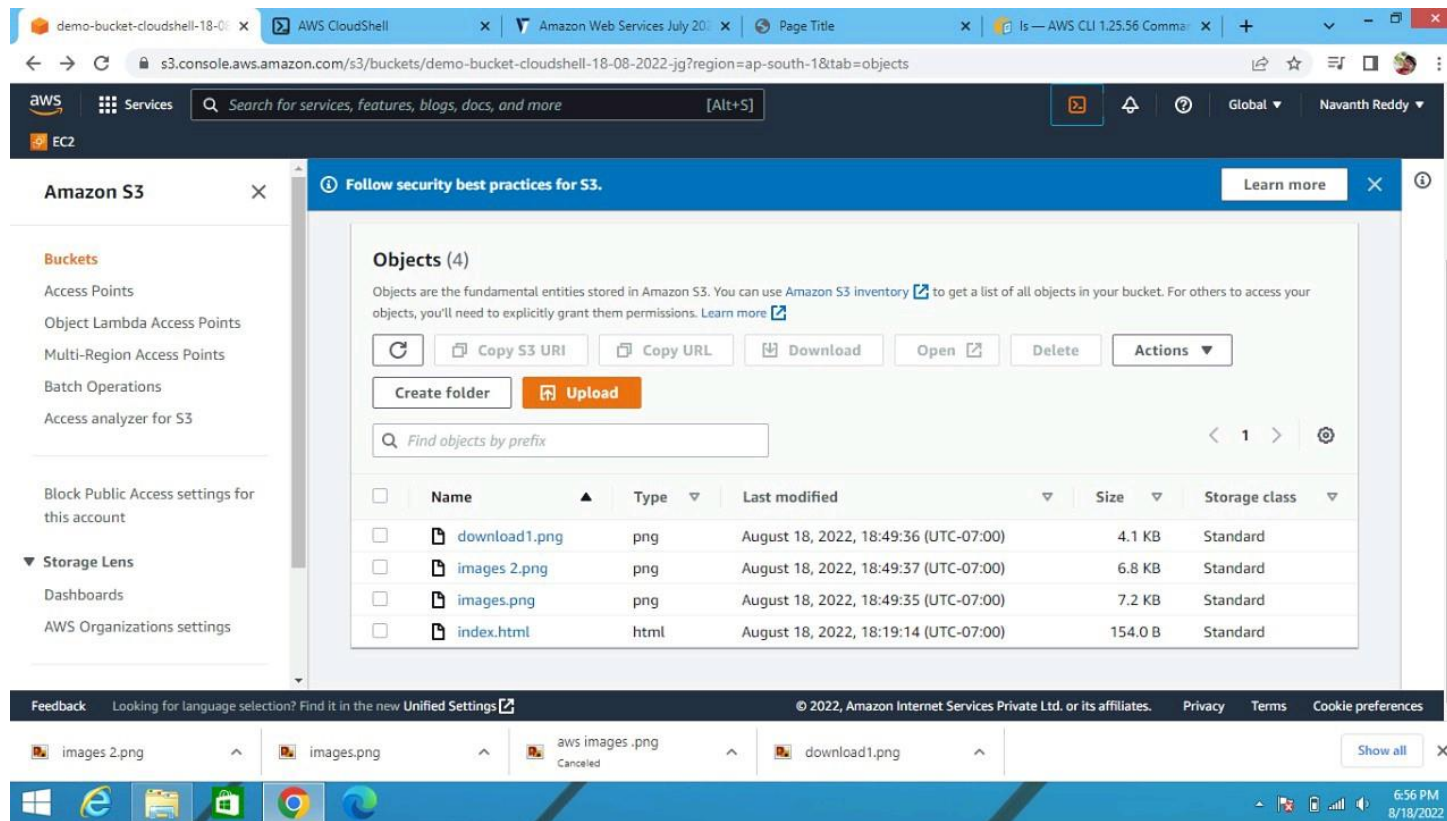 demo-bucket-cloudshell-18-08
AWS CloudShell
Amazon Web Services July 202
Page Title
ls — AWS CLI 1.25.56 Comman
s3.console.aws.amazon.com/s3/buckets/demo-bucket-cloudshell-18-08-2022-jg?region=ap-south-1&tab=objects
aws
Services
Search for services, features, blogs, docs, and more
[Alt+S]
Global
Navanth Reddy
EC2
Amazon S3
Buckets
Access Points
Object Lambda Access Points
Multi-Region Access Points
Batch Operations
Access analyzer for S3
Block Public Access settings for
this account
Storage Lens
Dashboards
AWS Organizations settings
Follow security best practices for S3.
Learn more
Objects (4)
Objects are the fundamental entities stored in Amazon S3. You can use Amazon S3 inventory to get a list of all objects in your bucket. For others to access your
objects, you'll need to explicitly grant them permissions. Learn more
Copy S3 URI
Copy URL
Download
Open
Delete
Actions
Create folder
Upload
Find objects by prefix
1
Name Type Last modified Size Storage class
download1.png png August 18, 2022, 18:49:36 (UTC-07:00) 4.1 KB Standard
images 2.png png August 18, 2022, 18:49:37 (UTC-07:00) 6.8 KB Standard
images.png png August 18, 2022, 18:49:35 (UTC-07:00) 7.2 KB Standard
index.html html August 18, 2022, 18:19:14 (UTC-07:00) 154.0 B Standard
Feedback
Looking for language selection? Find it in the new Unified Settings
© 2022, Amazon Internet Services Private Ltd. or its affiliates.
Privacy
Terms
Cookie preferences
images 2.png
images.png
aws images .png
Canceled
download1.png
Show all
6:56 PM
8/18/2022